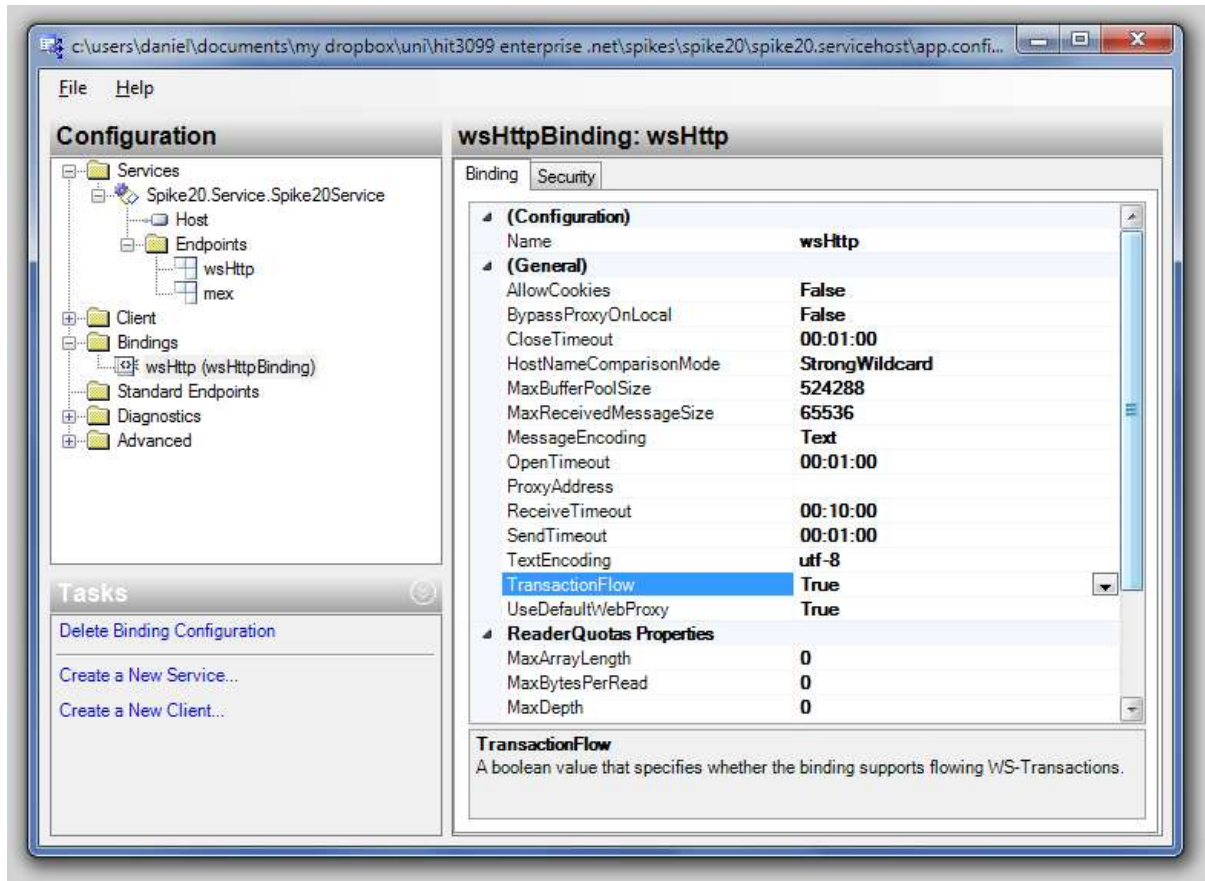 c:\users\daniel\documents\my dropbox\uni\hit3099 enterprise .net\spikes\spike20\spike20.servicehost\app.confi...
File Help
Configuration
Services
Spike20.Service.Spike20Service
Host
Endpoints
wsHttp
mex
Client
Bindings
wsHttp (wsHttpBinding)
Standard Endpoints
Diagnostics
Advanced
Tasks
Delete Binding Configuration
Create a New Service...
Create a New Client...
wsHttpBinding: wsHttp
Binding Security
(Configuration)
Name wsHttp
(General)
AllowCookies False
BypassProxyOnLocal False
CloseTimeout 00:01:00
HostNameComparisonMode StrongWildcard
MaxBufferPoolSize 524288
MaxReceivedMessageSize 65536
MessageEncoding Text
OpenTimeout 00:01:00
ProxyAddress
ReceiveTimeout 00:10:00
SendTimeout 00:01:00
TextEncoding utf-8
TransactionFlow True
UseDefaultWebProxy True
ReaderQuotas Properties
MaxArrayLength 0
MaxBytesPerRead 0
MaxDepth 0
TransactionFlow
A boolean value that specifies whether the binding supports flowing WS-Transactions.